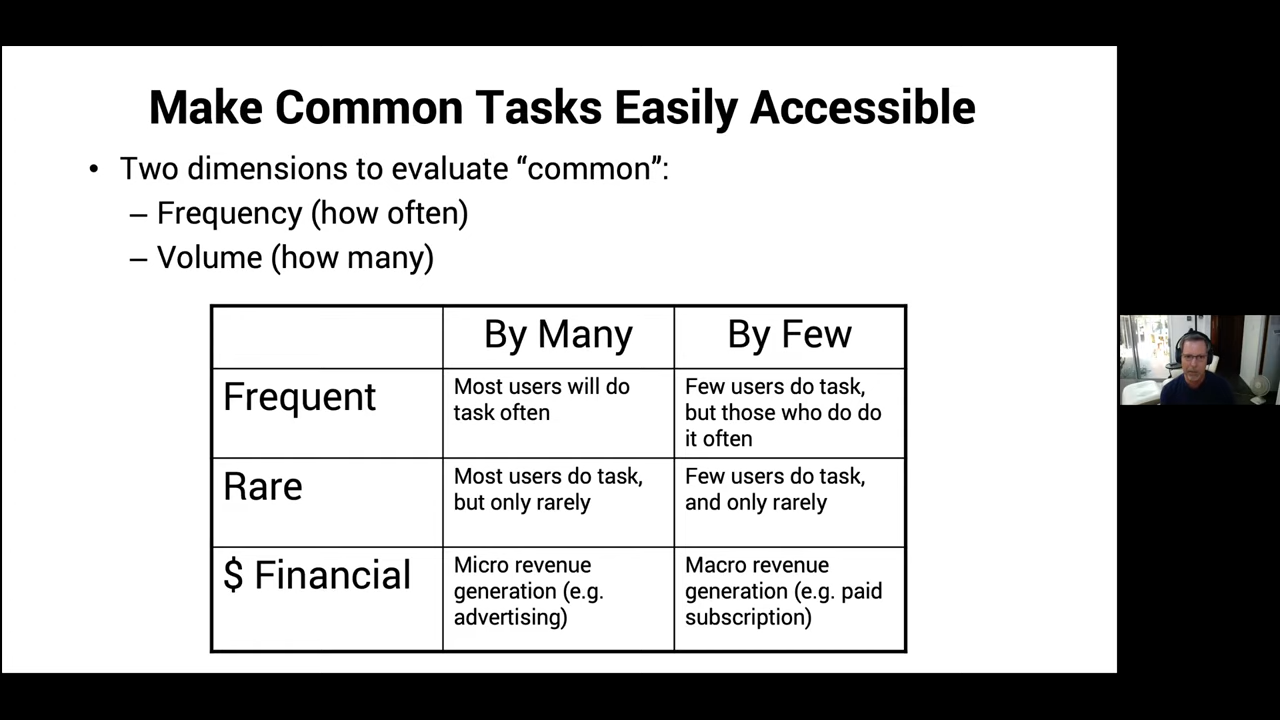 Make Common Tasks Easily Accessible
• Two dimensions to evaluate “common”:
– Frequency (how often)
– Volume (how many)
By Many
By Few
Frequent
Most users will do
task often
Few users do task,
but those who do do
it often
Rare
Most users do task,
but only rarely
Few users do task,
and only rarely
$ Financial
Micro revenue
generation (e.g.
advertising)
Macro revenue
generation (e.g. paid
subscription)